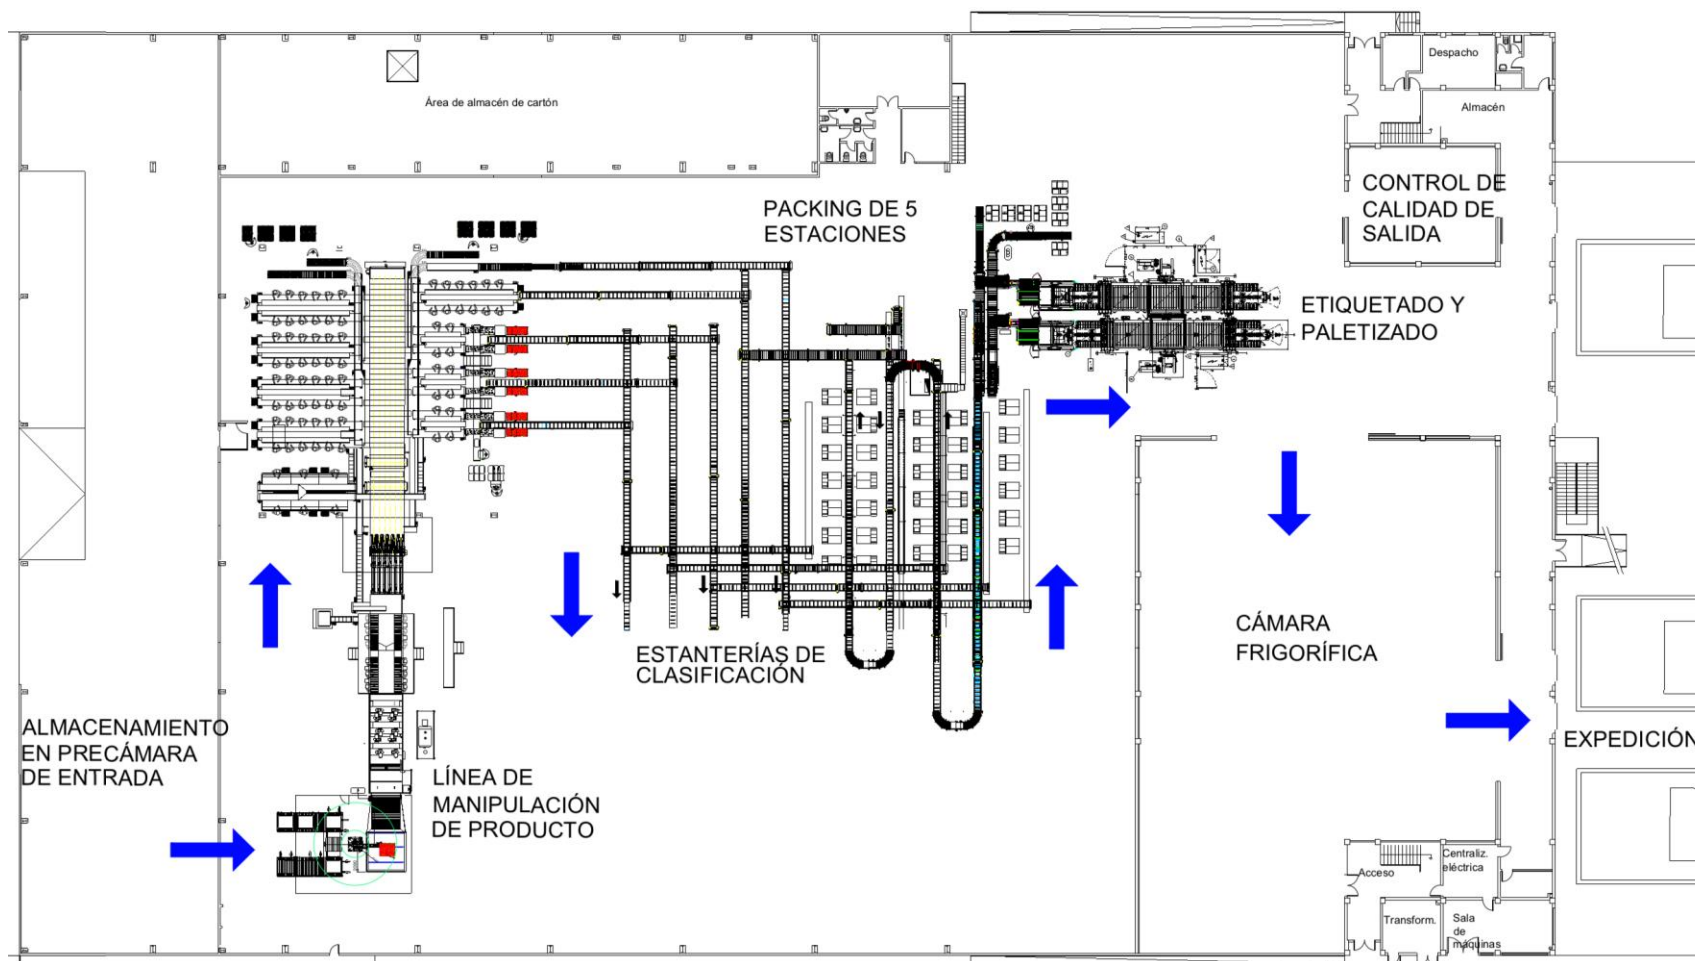 Despacho
Área de almacén de cartón
Almacén
CONTROL DE
CALIDAD DE
SALIDA
PACKING DE 5
ESTACIONES
ETIQUETADO Y
PALETIZADO
CÁMARA
FRIGORÍFICA
ESTANTERÍAS DE
CLASIFICACIÓN
ALMACENAMIENTO
EN PRECÁMARA
DE ENTRADA
EXPEDICIÓN
LÍNEA DE
MANIPULACIÓN
DE PRODUCTO
Acceso
Centraliz.
eléctrica
Transform.
Sala
de
máquinas